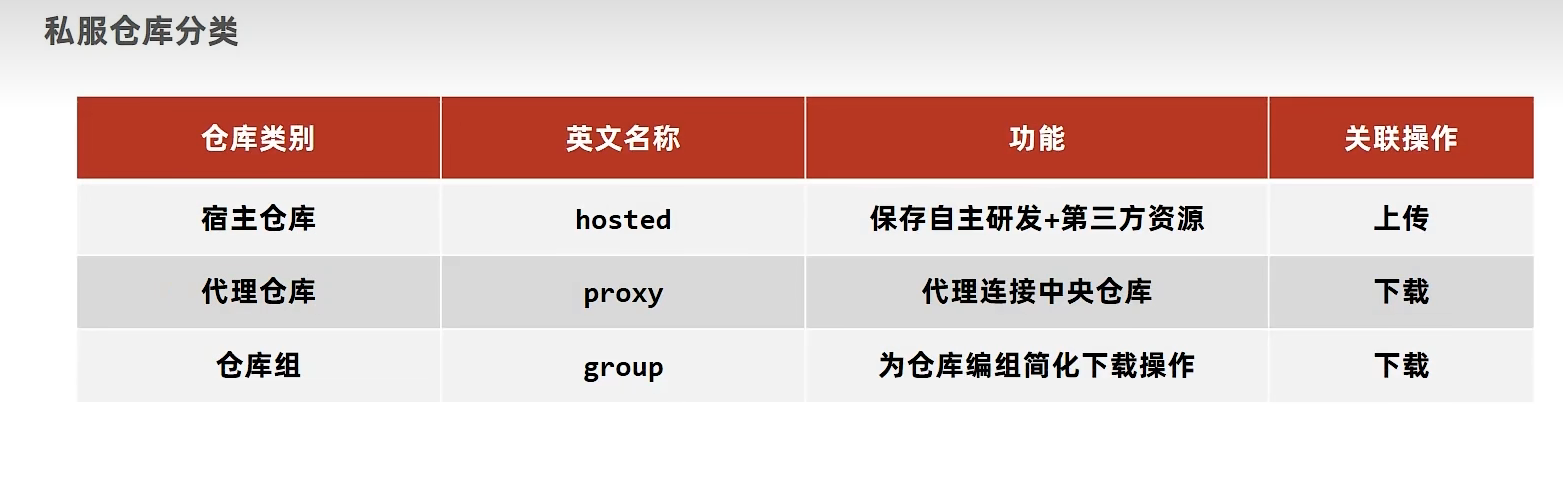 私服仓库分类
仓库类别 英文名称 功能 关联操作
宿主仓库 hosted 保存自主研发+第三方资源 上传
代理仓库 proxy 代理连接中央仓库 下载
仓库组 group 为仓库编组简化下载操作 下载